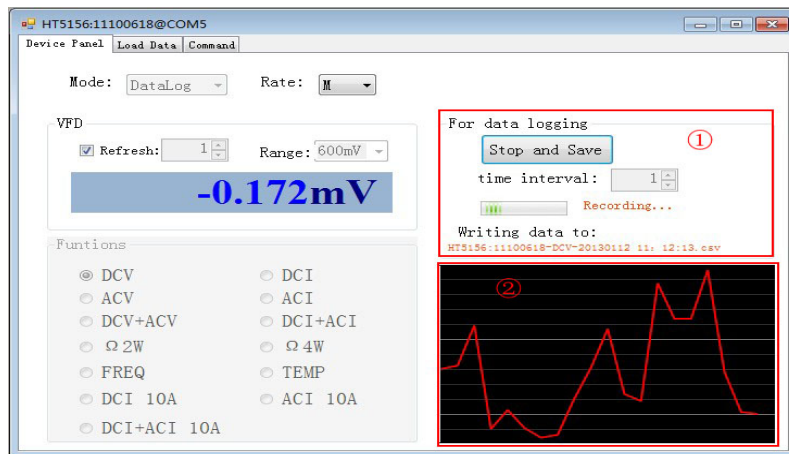 HT5156:11100618@COM5
Device Panel Load Data Command
Mode: DataLog Rate: M
VFD
Refresh: 1 Range: 600mV
-0.172mV
For data logging
①
Stop and Save
time interval: 1
Recording...
Writing data to:
HT5156:11100618-DCV-20130112 11: 12:13.csv
Funtions
DCV DCI
ACV ACI
DCV+ACV DCI+ACI
Ω2W Ω4W
FREQ TEMP
DCI 10A ACI 10A
DCI+ACI 10A
②